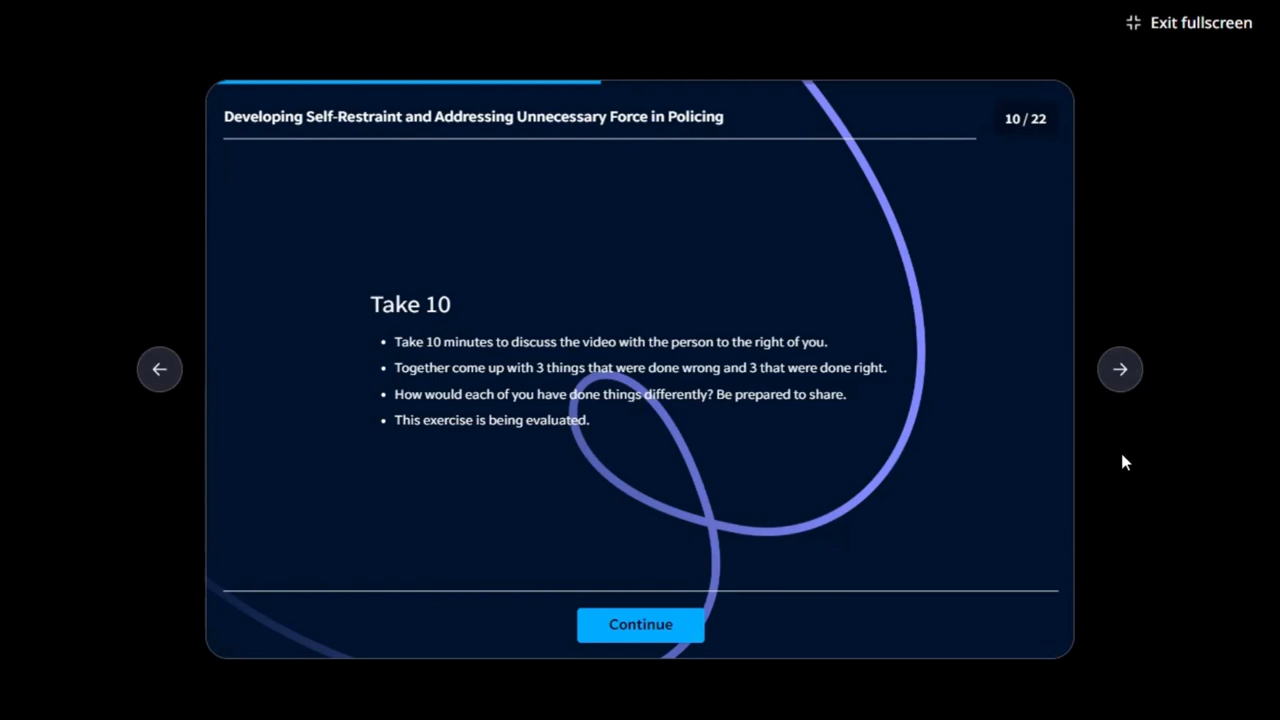 Exit fullscreen
Developing Self-Restraint and Addressing Unnecessary Force in Policing
10 / 22
Take 10
• Take 10 minutes to discuss the video with the person to the right of you.
• Together come up with 3 things that were done wrong and 3 that were done right.
• How would each of you have done things differently? Be prepared to share.
• This exercise is being evaluated.
Continue